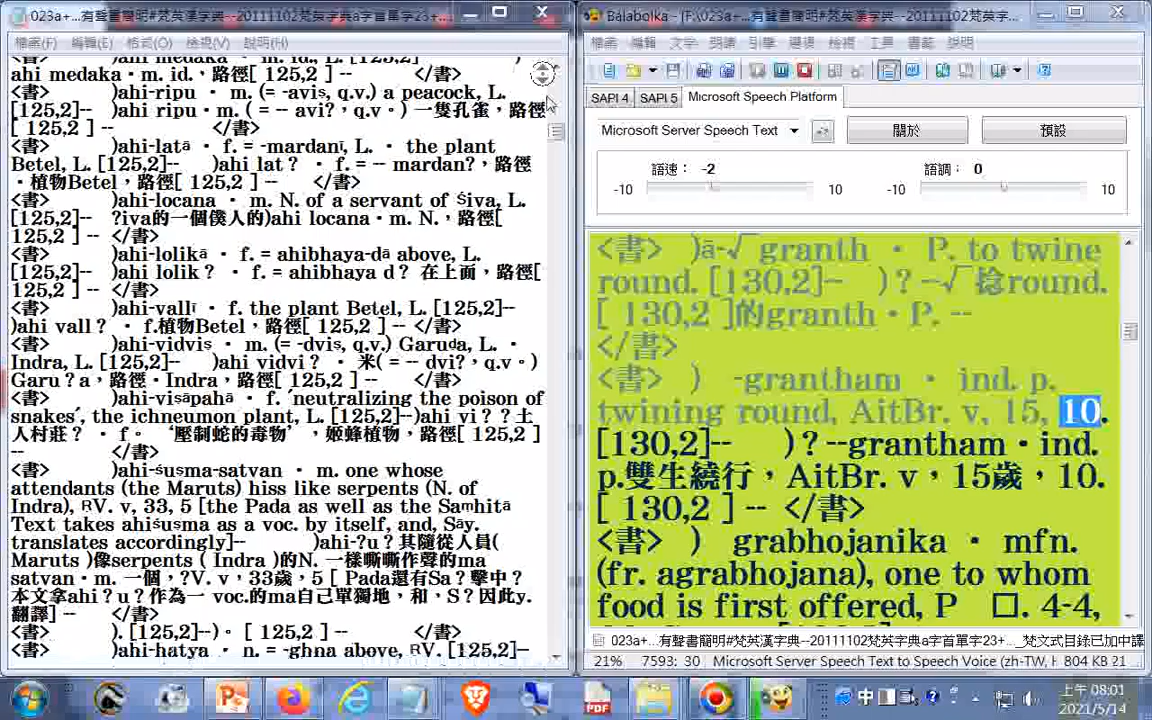 023a+...有聲書簡明#梵英漢字典--20111102梵英字典a字首單字23+...
檔案(F) 編輯(E) 格式(O) 檢視(V) 說明(H)
ahi medaka・m. id.，路徑[ 125,2 ] -- </書>
<書> )ahi-ripu ・ m. (= -avis, q.v.) a peacock, L.
[125,2]-- )ahi ripu・m. ( = -- avi?，q.v。) 一隻孔雀，路徑
[ 125,2 ] -- </書>
<書> )ahi-latā ・ f. = -mardanī, L. ・ the plant
Betel, L. [125,2]-- )ahi lat？ ・ f. = -- mardan?，路徑
・植物Betel，路徑[ 125,2 ] -- </書>
<書> )ahi-locana ・ m. N. of a servant of Śiva, L.
[125,2]-- ?iva的一個僕人的)ahi locana・m. N.，路徑[
125,2 ] -- </書>
<書> )ahi-lolikā ・ f. = ahibhaya-dā above, L.
[125,2]-- )ahi lolik？ ・ f. = ahibhaya d？ 在上面，路徑[
125,2 ] -- </書>
<書> )ahi-vallī ・ f. the plant Betel, L. [125,2]--
)ahi vall？ ・ f.植物Betel，路徑[ 125,2 ] -- </書>
<書> )ahi-vidviṣ ・ m. (= -dviṣ, q.v.) Garuḍa, L. ・
Indra, L. [125,2]-- )ahi vidvi？ ・ 米( = -- dvi?，q.v。)
Garu？a，路徑・Indra，路徑[ 125,2 ] -- </書>
<書> )ahi-viṣāpahā ・ f. 'neutralizing the poison of
snakes', the ichneumon plant, L. [125,2]--)ahi vi？？土
人村莊？ ・ f。‘壓制蛇的毒物’，姬蜂植物，路徑[ 125,2 ]
-- </書>
<書> )ahi-śuṣma-satvan ・ m. one whose
attendants (the Maruts) hiss like serpents (N. of
Indra), ṚV. v, 33, 5 [the Pada as well as the Saṃhitā
Text takes ahiśuṣma as a voc. by itself, and, Sāy.
translates accordingly]-- )ahi-?u？其隨從人員(
Maruts )像serpents ( Indra )的N. 一樣嘶嘶作聲的ma
satvan・m. 一個，?V. v，33歲，5 [ Pada還有Sa？擊中？
本文拿ahi？u？作為一 voc.的ma自己單獨地，和，S？因此y.
翻譯] -- </書>
<書> ). [125,2]--)。[ 125,2 ] -- </書>
<書> )ahi-hatya ・ n. = -ghna above, ṚV. [125,2]--
Balabolka - [F:\023a+...有聲書簡明#梵英漢字典--20111102梵英字
檔案 編輯 文字 朗讀 引擎 選項 檢視 工具 書籤 說明
SAPI 4 SAPI 5 Microsoft Speech Platform
Microsoft Server Speech Text 關於 預設
語速： -2 語調： 0
-10 10 -10 10
<書> )ā-√ granth ・ P. to twine
round. [130,2]-- )？--√ 捻round.
[ 130,2 ]的granth・P. --
</書>
<書> ) -grantham ・ ind. p.
twining round, AitBr. v, 15, 10.
[130,2]-- )？--grantham・ind.
p.雙生繞行，AitBr. v，15歲，10.
[ 130,2 ] -- </書>
<書> ) grabhojanika ・ mfn.
(fr. agrabhojana), one to whom
food is first offered, P □. 4-4,
023a+...有聲書簡明#梵英漢字典--20111102梵英字典a字首單字23+..._梵文式目錄已加中譯
21% 7593: 30 Microsoft Server Speech Text to Speech Voice (zh-TW, H 804 KB 21
中
上午 08:01
2021/5/14